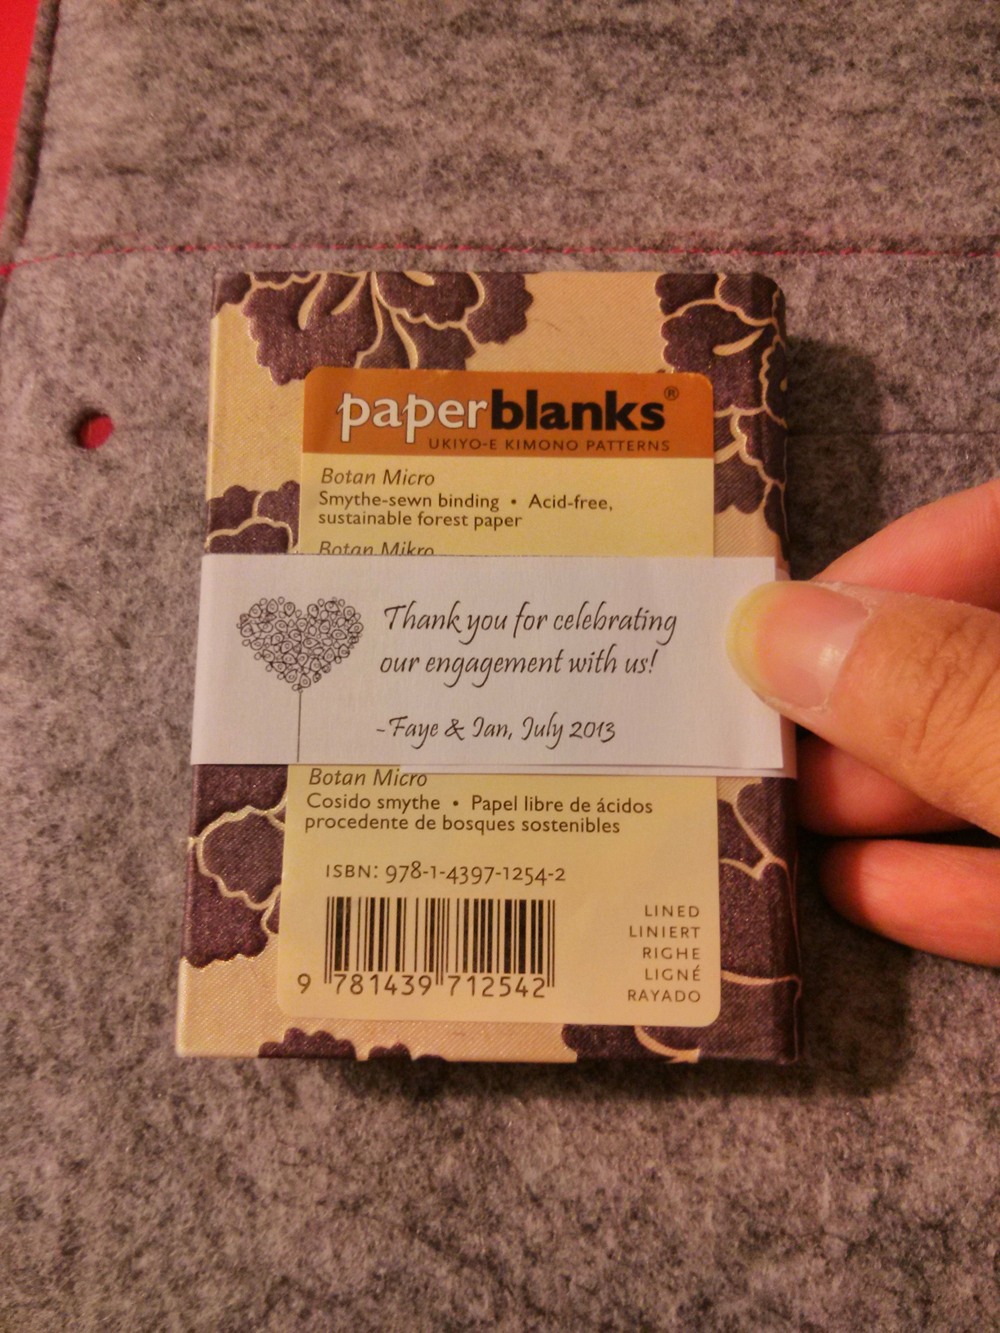 paperblanks®
UKIYO-E KIMONO PATTERNS
Botan Micro
Smythe-sewn binding • Acid-free,
sustainable forest paper
Botan Mikro
Thank you for celebrating
our engagement with us!
~Faye & Ian, July 2013
Botan Micro
Cosido smythe • Papel libre de ácidos
procedente de bosques sostenibles
ISBN: 978-1-4397-1254-2
9 781439 712542
LINED
LINIERT
RIGHE
LIGNÉ
RAYADO